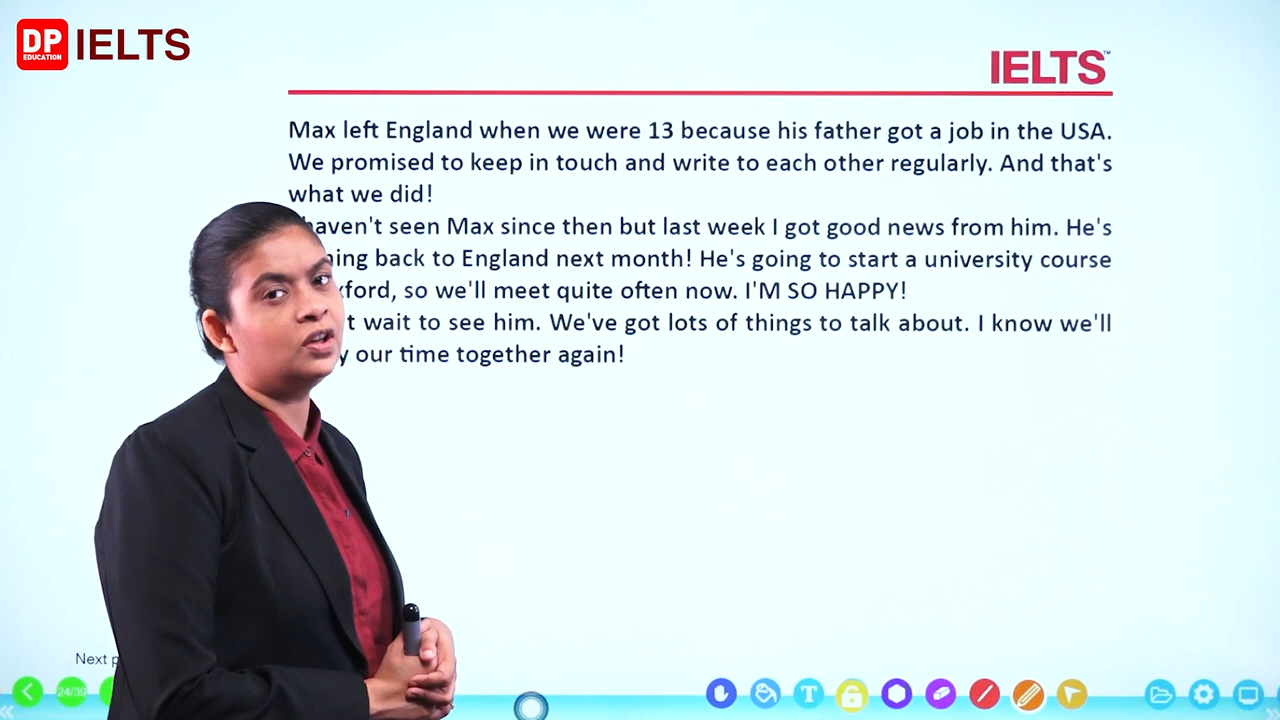 DP
EDUCATION
IELTS
IELTS™
Max left England when we were 13 because his father got a job in the USA.
We promised to keep in touch and write to each other regularly. And that's
what we did!
haven't seen Max since then but last week I got good news from him. He's
back to England next month! He's going to start a university course
so we'll meet quite often now. I'M SO HAPPY!
wait to see him. We've got lots of things to talk about. I know we'll
our time together again!
Next
24/39
T